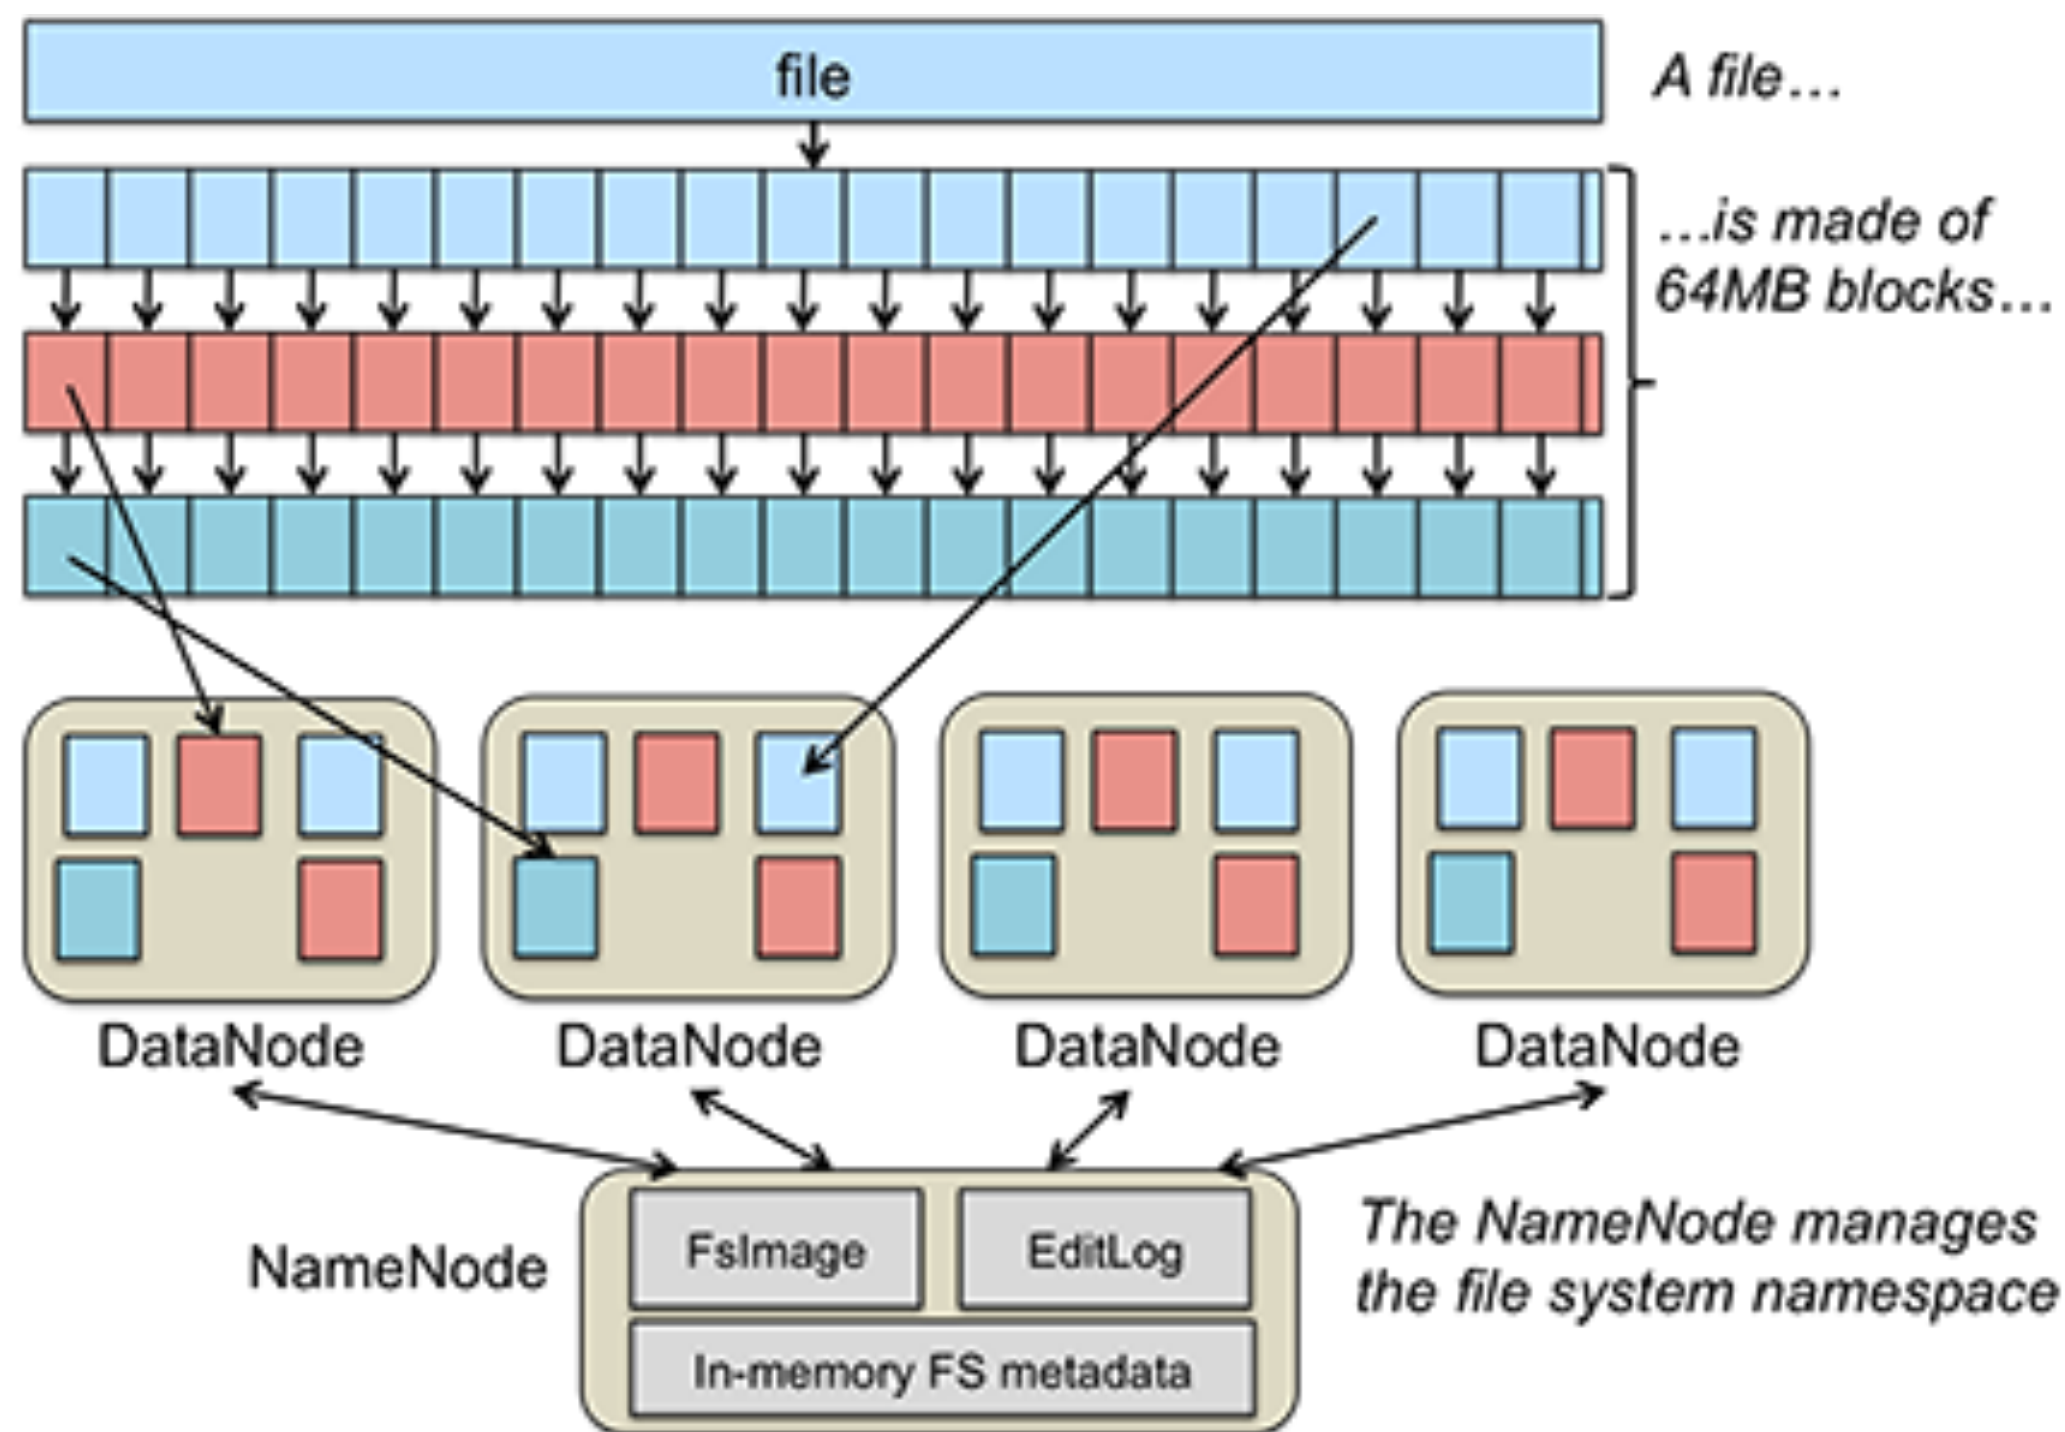 file
A file...
...is made of
64MB blocks...
DataNode
DataNode
DataNode
DataNode
NameNode
FsImage
EditLog
In-memory FS metadata
The NameNode manages
the file system namespace